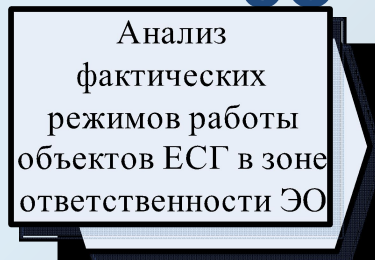 Анализ
фактических
режимов работы
объектов ЕСГ в зоне
ответственности ЭО